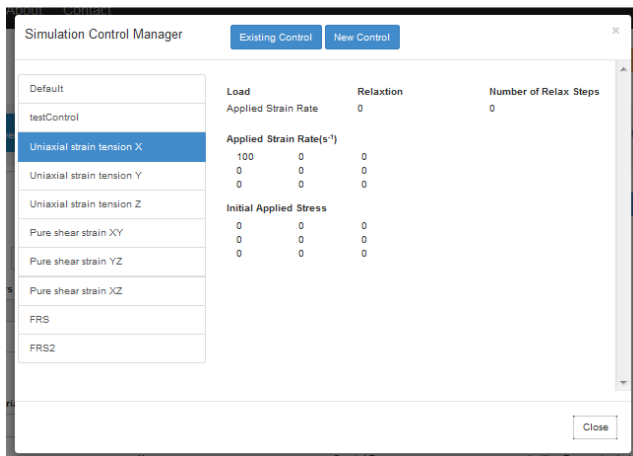 About Contact
Simulation Control Manager
Existing Control
New Control
×
Default
testControl
Uniaxial strain tension X
Uniaxial strain tension Y
Uniaxial strain tension Z
Pure shear strain XY
Pure shear strain YZ
Pure shear strain XZ
FRS
FRS2
Load Relaxtion Number of Relax Steps
Applied Strain Rate 0 0
Applied Strain Rate(s⁻¹)
100 0 0
0 0 0
0 0 0
Initial Applied Stress
0 0 0
0 0 0
0 0 0
Close